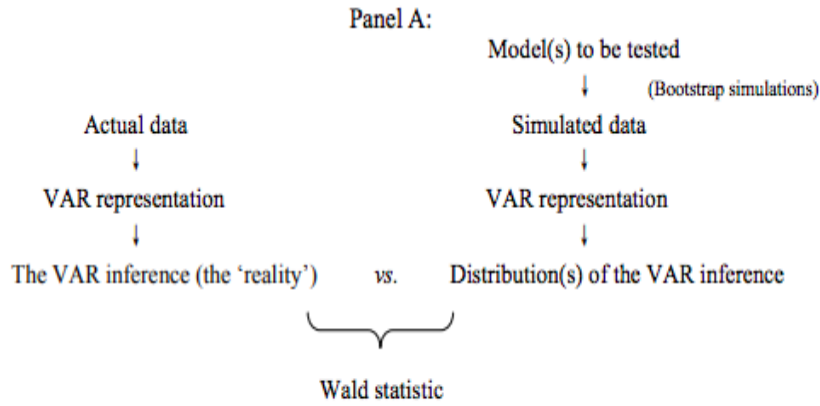 Panel A:
Model(s) to be tested
(Bootstrap simulations)
Actual data
Simulated data
VAR representation
VAR representation
The VAR inference (the ‘reality’) vs. Distribution(s) of the VAR inference
Wald statistic